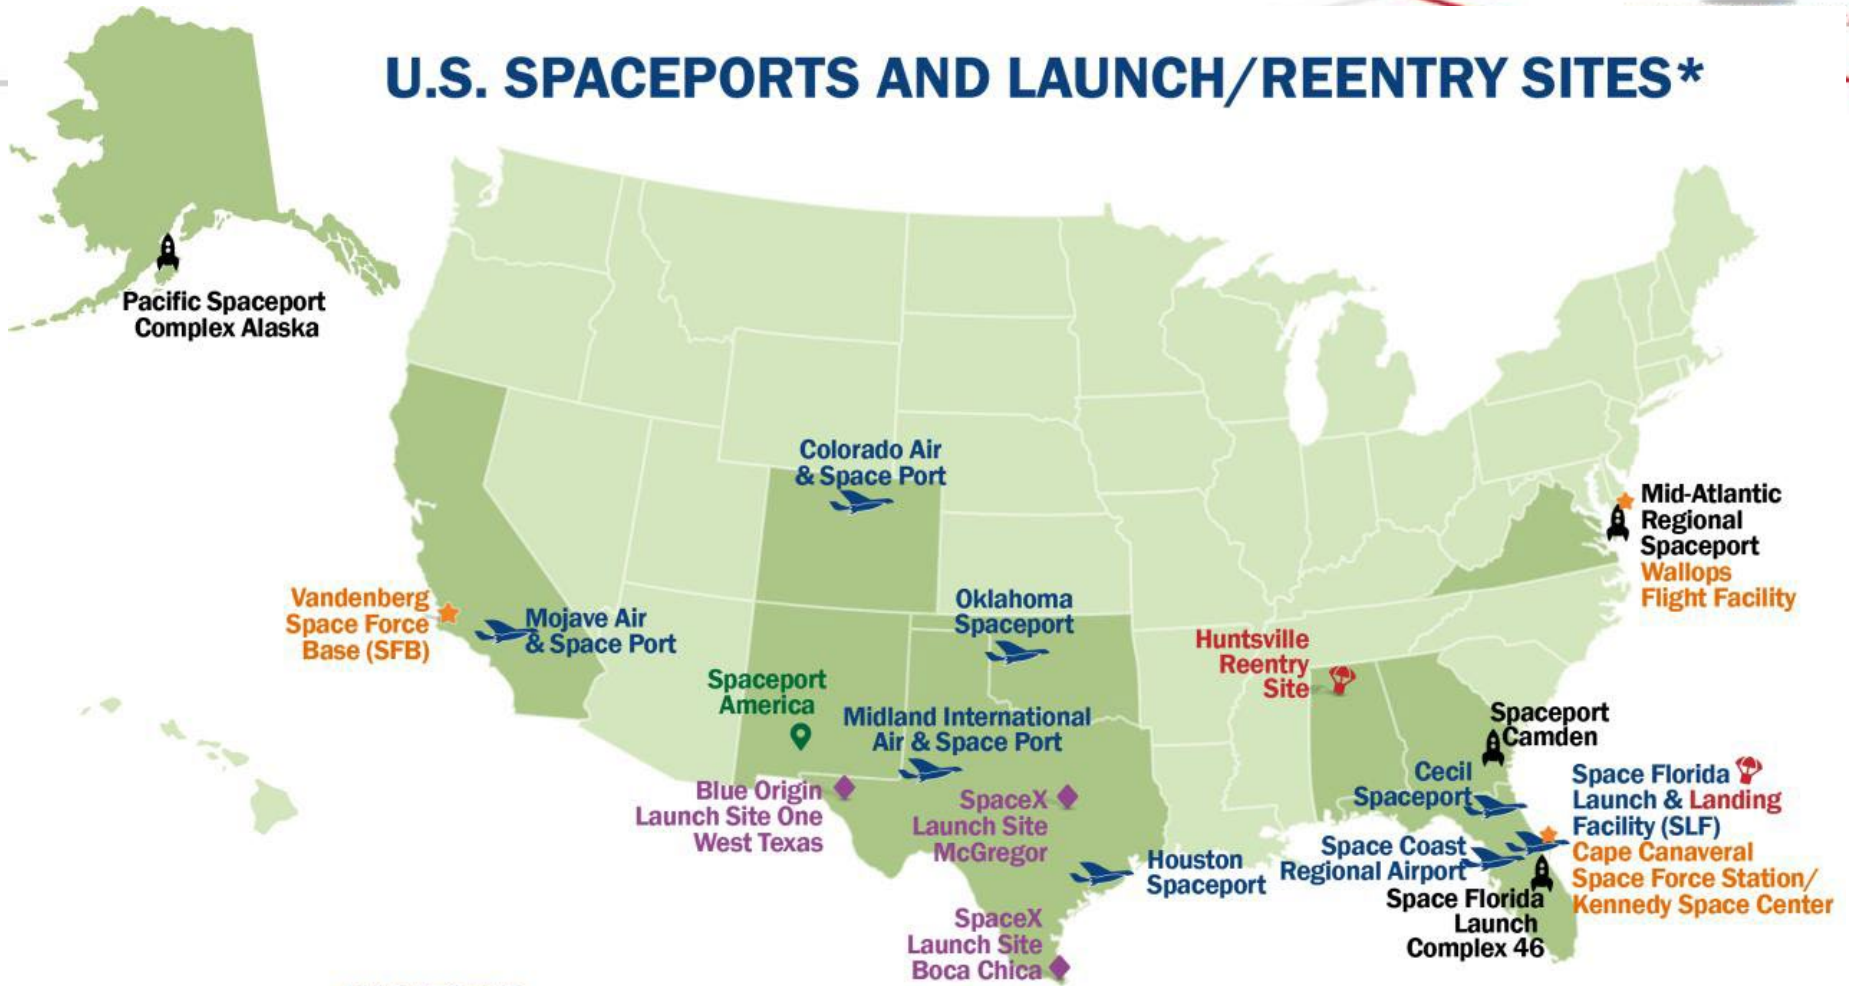 U.S. SPACEPORTS AND LAUNCH/REENTRY SITES*
Pacific Spaceport
Complex Alaska
Colorado Air
& Space Port
Mid-Atlantic
Regional
Spaceport
Wallops
Flight Facility
Vandenberg
Space Force
Base (SFB)
Mojave Air
& Space Port
Oklahoma
Spaceport
Huntsville
Reentry
Site
Spaceport
America
Midland International
Air & Space Port
Spaceport
Camden
Blue Origin
Launch Site One
West Texas
SpaceX
Launch Site
McGregor
Cecil
Spaceport
Space Florida
Launch & Landing
Facility (SLF)
Cape Canaveral
Space Force Station/
Kennedy Space Center
Houston
Spaceport
Space Coast
Regional Airport
Space Florida
Launch
Complex 46
SpaceX
Launch Site
Boca Chica